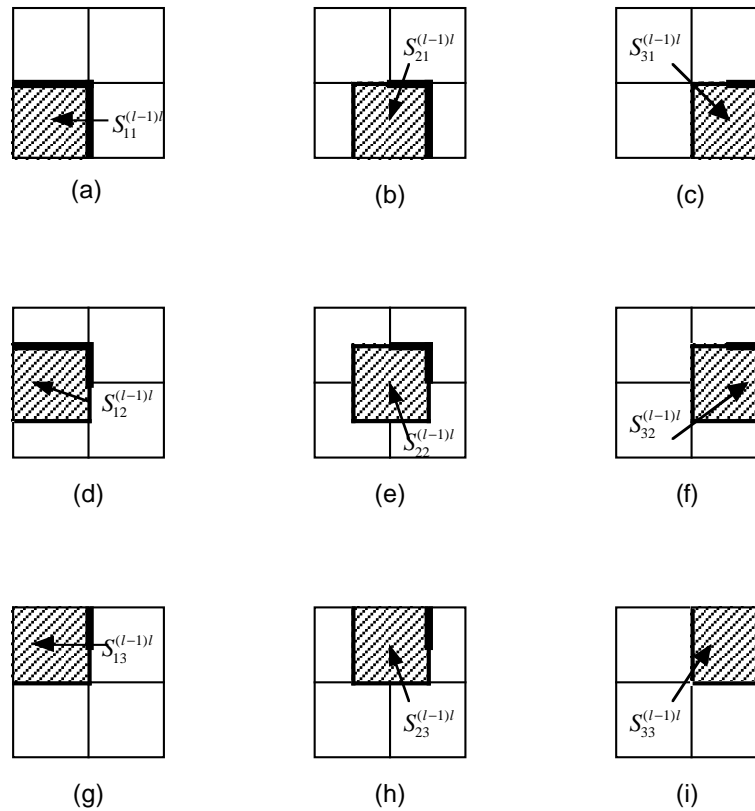 S_{11}^{(l-1)l} S_{21}^{(l-1)l} S_{31}^{(l-1)l}
(a) (b) (c)
S_{12}^{(l-1)l} S_{22}^{(l-1)l} S_{32}^{(l-1)l}
(d) (e) (f)
S_{13}^{(l-1)l} S_{23}^{(l-1)l} S_{33}^{(l-1)l}
(g) (h) (i)